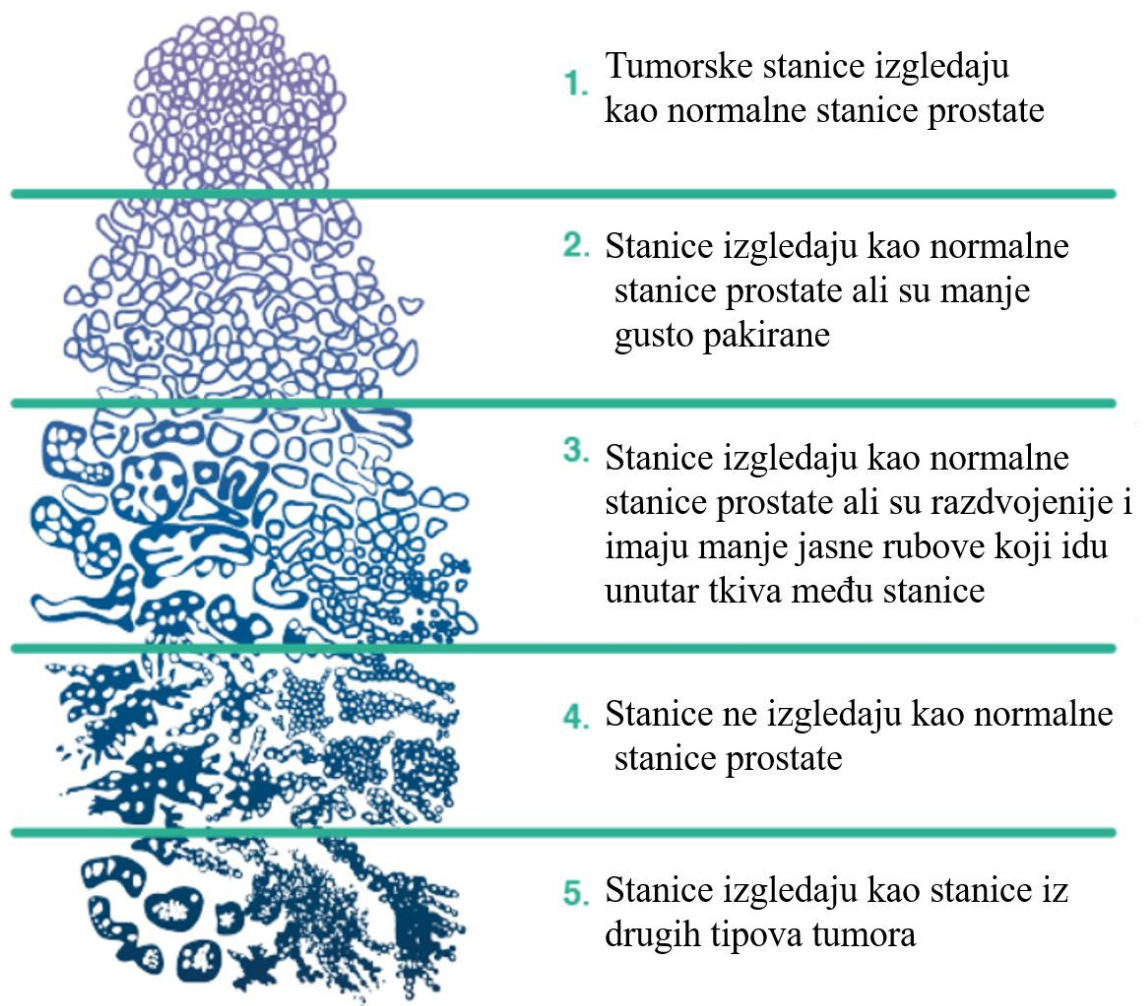 1. Tumorske stanice izgledaju
kao normalne stanice prostate
2. Stanice izgledaju kao normalne
stanice prostate ali su manje
gusto pakirane
3. Stanice izgledaju kao normalne
stanice prostate ali su razdvojenije i
imaju manje jasne rubove koji idu
unutar tkiva među stanice
4. Stanice ne izgledaju kao normalne
stanice prostate
5. Stanice izgledaju kao stanice iz
drugih tipova tumora